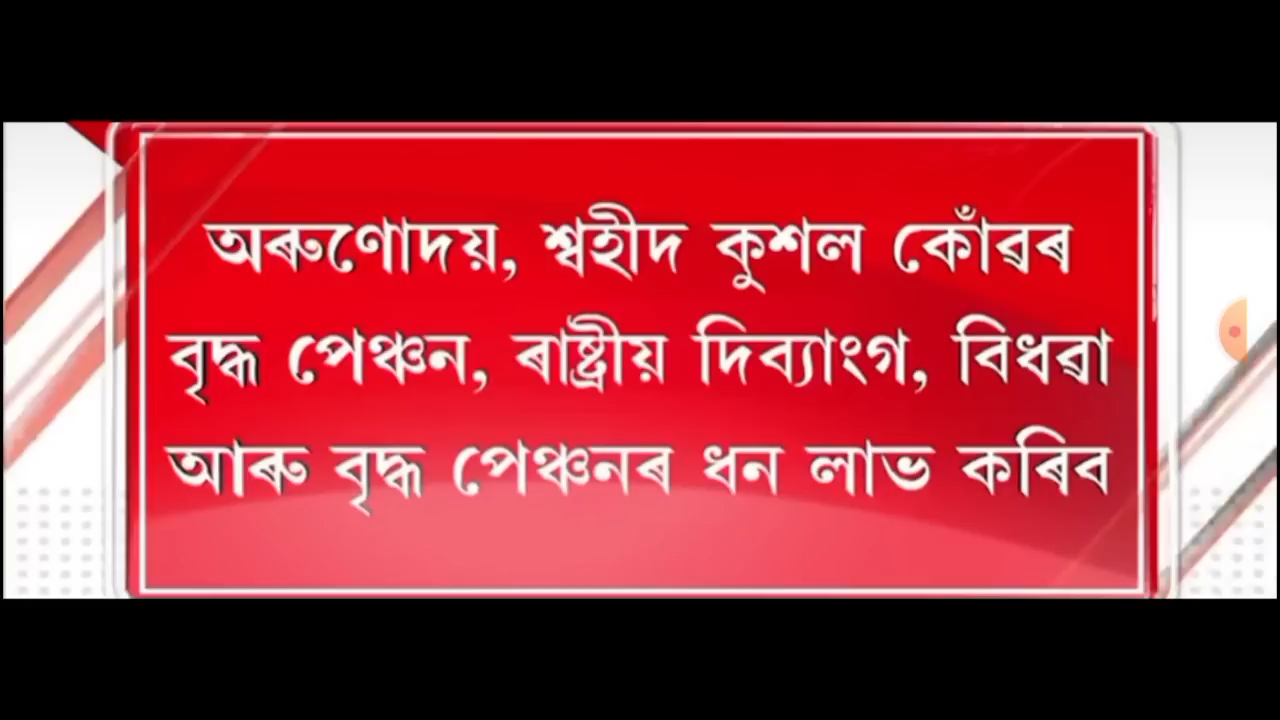 অৰুণোদয়, শ্বহীদ কুশল কোঁৱৰ
বৃদ্ধ পেঞ্চন, ৰাষ্ট্ৰীয় দিব্যাংগ, বিধৱা
আৰু বৃদ্ধ পেঞ্চনৰ ধন লাভ কৰিব